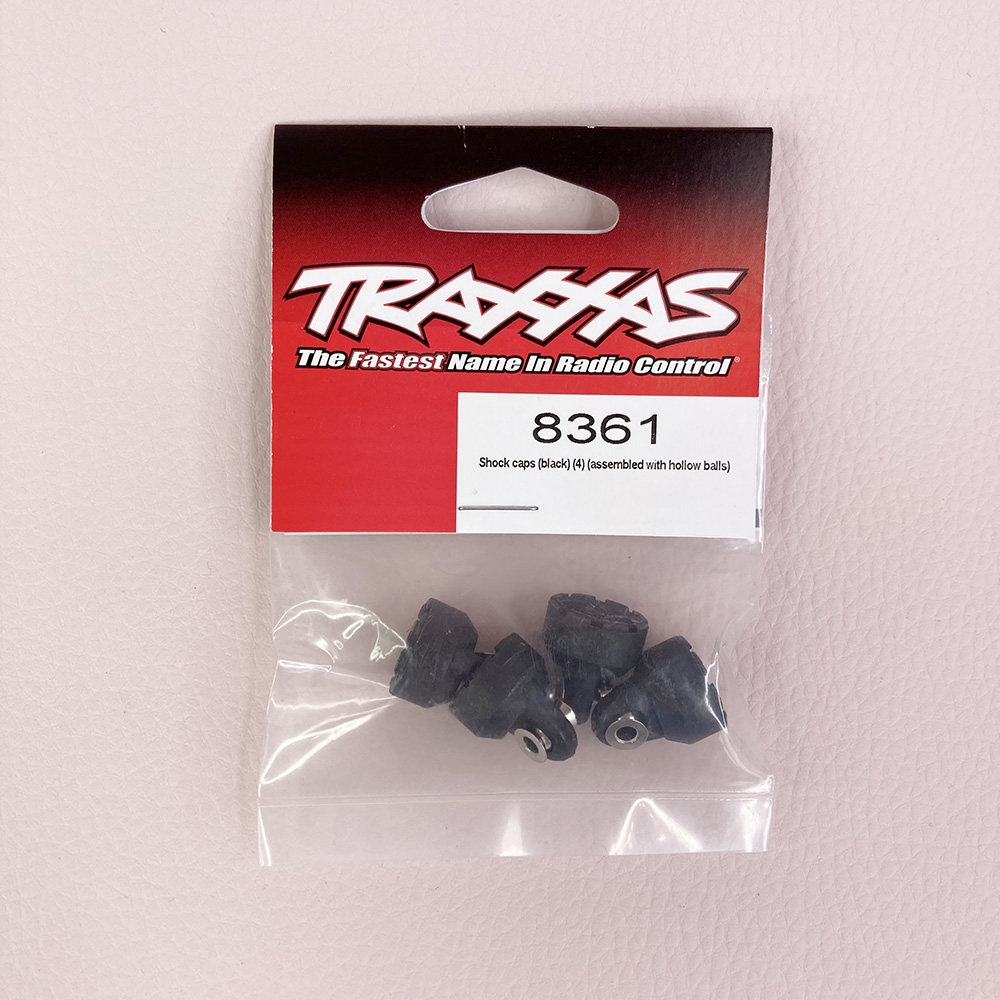 TRAXXAS
The Fastest Name In Radio Control®
8361
Shock caps (black) (4) (assembled with hollow balls)